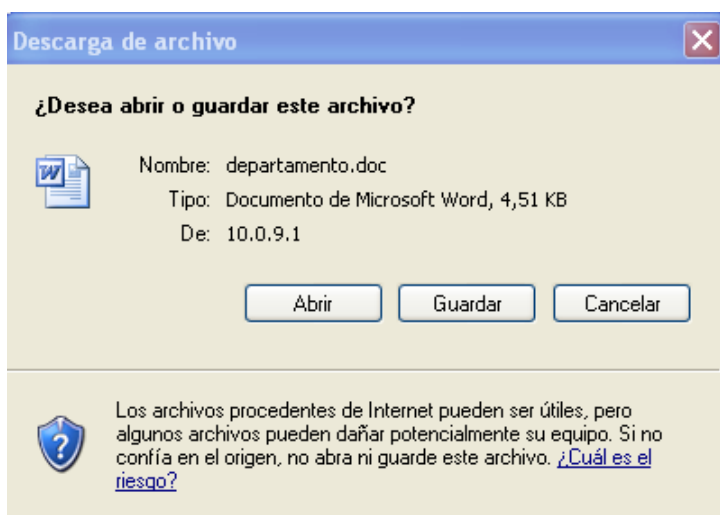 Descarga de archivo
¿Desea abrir o guardar este archivo?
W
Nombre: departamento.doc
Tipo: Documento de Microsoft Word, 4,51 KB
De: 10.0.9.1
Abrir Guardar Cancelar
Los archivos procedentes de Internet pueden ser útiles, pero
algunos archivos pueden dañar potencialmente su equipo. Si no
confía en el origen, no abra ni guarde este archivo. ¿Cuál es el
riesgo?